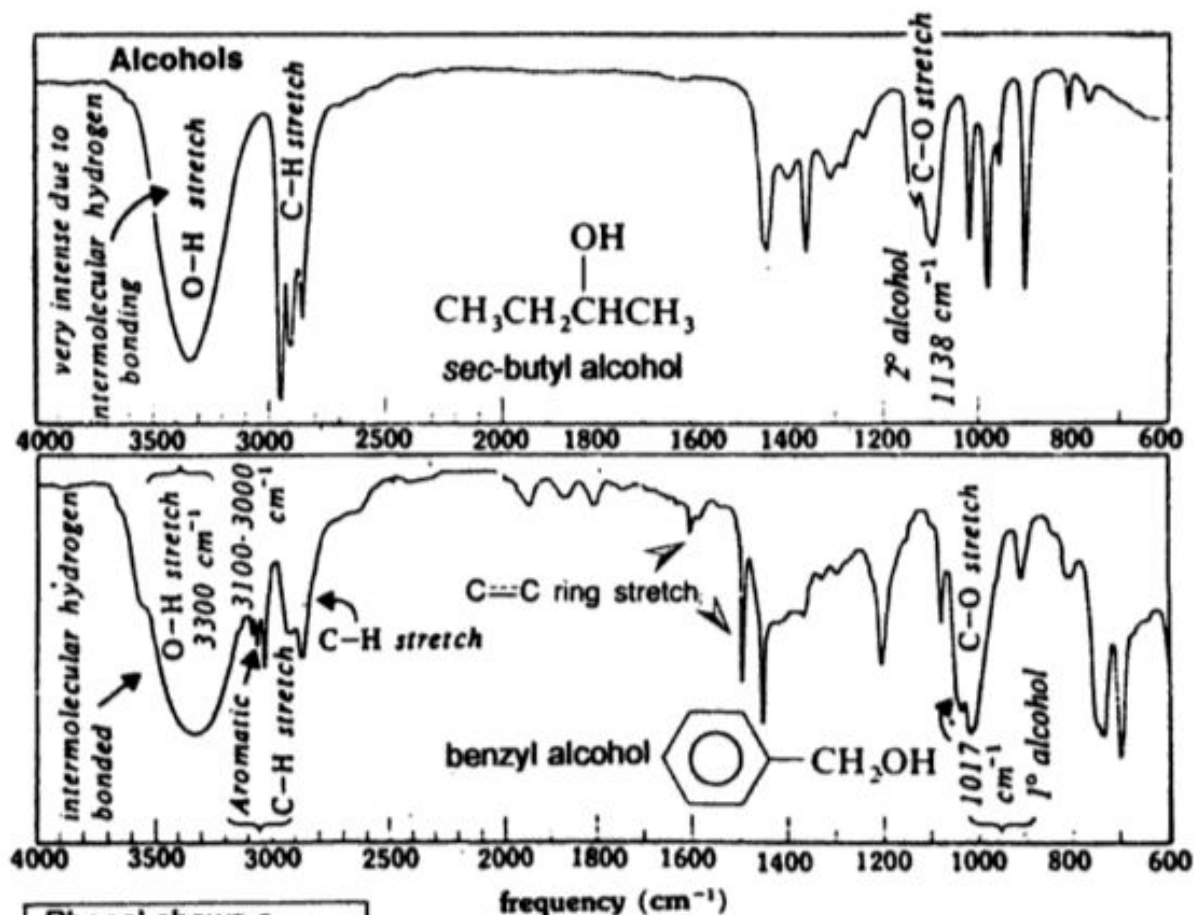 Alcohols
very intense due to
intermolecular hydrogen
bonding
O–H stretch
C–H stretch
OH
CH₃CH₂CHCH₃
sec-butyl alcohol
C–O stretch
2° alcohol
1138 cm⁻¹
4000 3500 3000 2500 2000 1800 1600 1400 1200 1000 800 600
intermolecular hydrogen
bonded
O–H stretch
3300 cm⁻¹
Aromatic 3100-3000
C–H stretch cm⁻¹
C–H stretch
C==C ring stretch
benzyl alcohol
CH₂OH
C–O stretch
1017
cm⁻¹
1° alcohol
4000 3500 3000 2500 2000 1800 1600 1400 1200 1000 800 600
frequency (cm⁻¹)